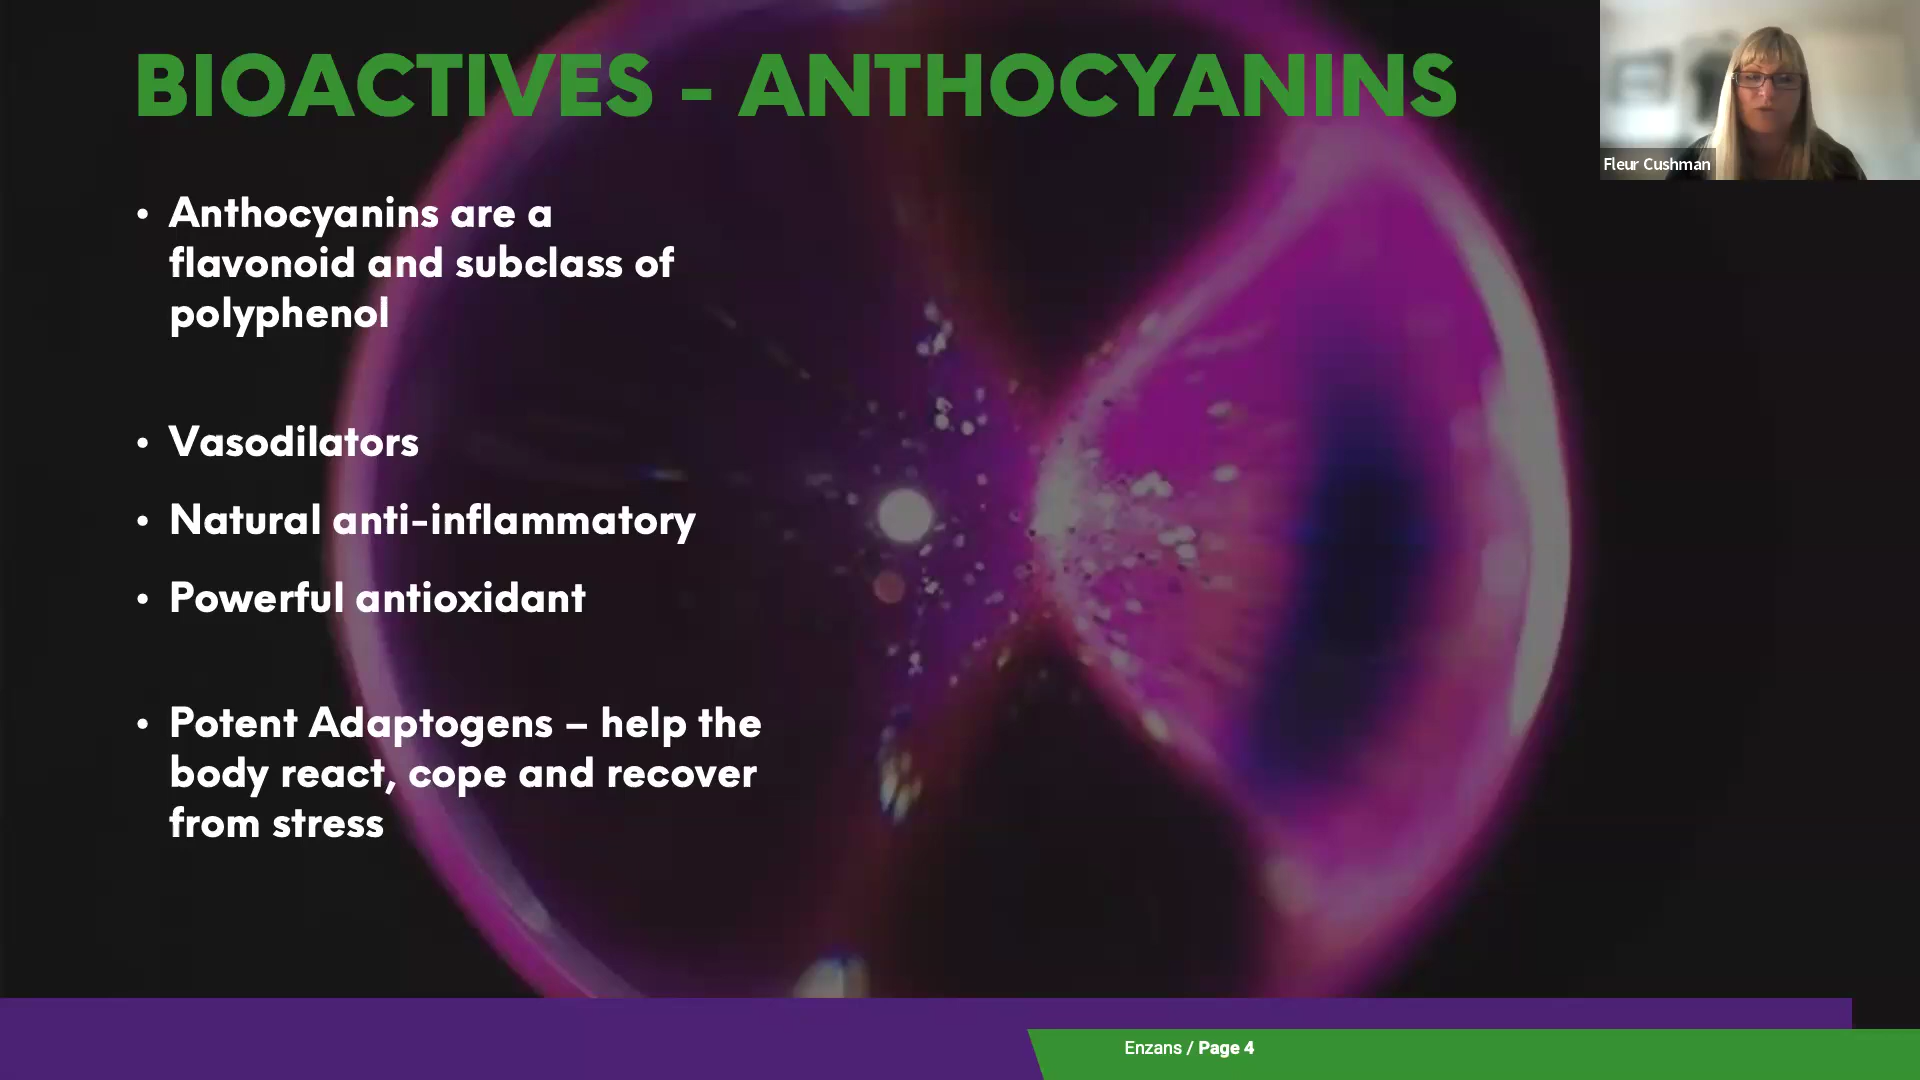 BIOACTIVES - ANTHOCYANINS
Fleur Cushman
• Anthocyanins are a
flavonoid and subclass of
polyphenol
• Vasodilators
• Natural anti-inflammatory
• Powerful antioxidant
• Potent Adaptogens – help the
body react, cope and recover
from stress
Enzans / Page 4